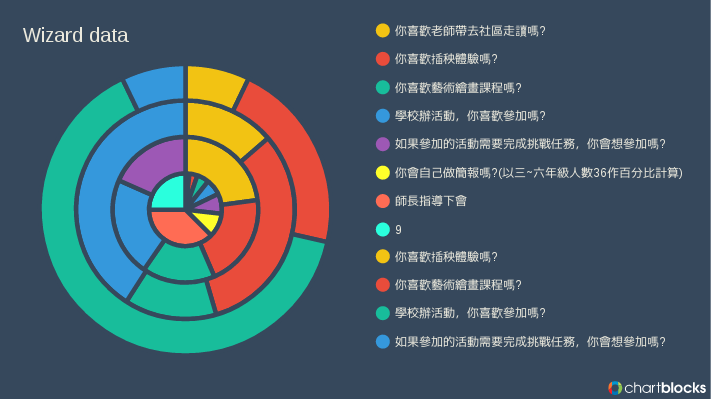 Wizard data
你喜歡老師帶去社區走讀嗎?
你喜歡插秧體驗嗎?
你喜歡藝術繪畫課程嗎?
學校辦活動，你喜歡參加嗎?
如果參加的活動需要完成挑戰任務，你會想參加嗎?
你會自己做簡報嗎?(以三~六年級人數36作百分比計算)
師長指導下會
9
你喜歡插秧體驗嗎?
你喜歡藝術繪畫課程嗎?
學校辦活動，你喜歡參加嗎?
如果參加的活動需要完成挑戰任務，你會想參加嗎?
chartblocks